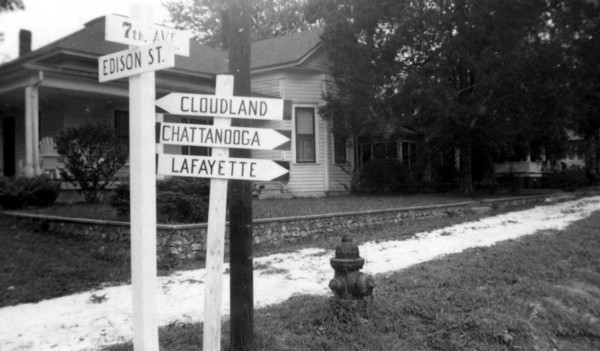 7th. AVE.
EDISON ST.
CLOUDLAND
CHATTANOOGA
LAFAYETTE